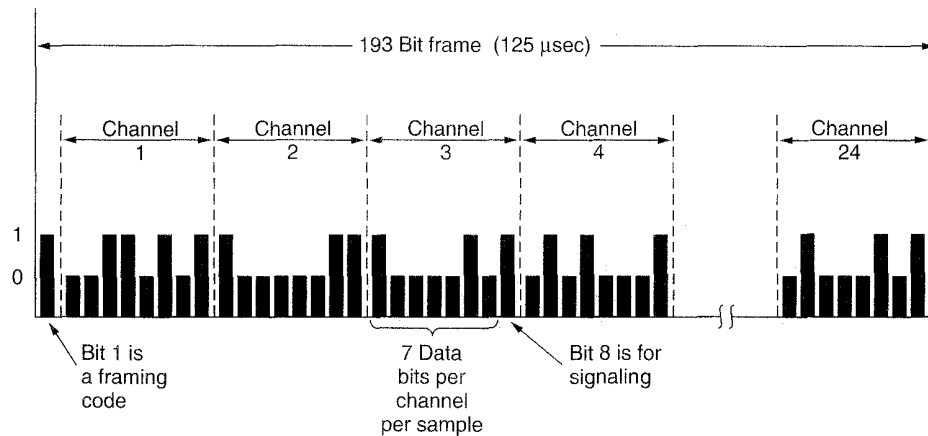 193 Bit frame (125 μsec)
Channel
1
Channel
2
Channel
3
Channel
4
Channel
24
1
0
Bit 1 is
a framing
code
7 Data
bits per
channel
per sample
Bit 8 is for
signaling